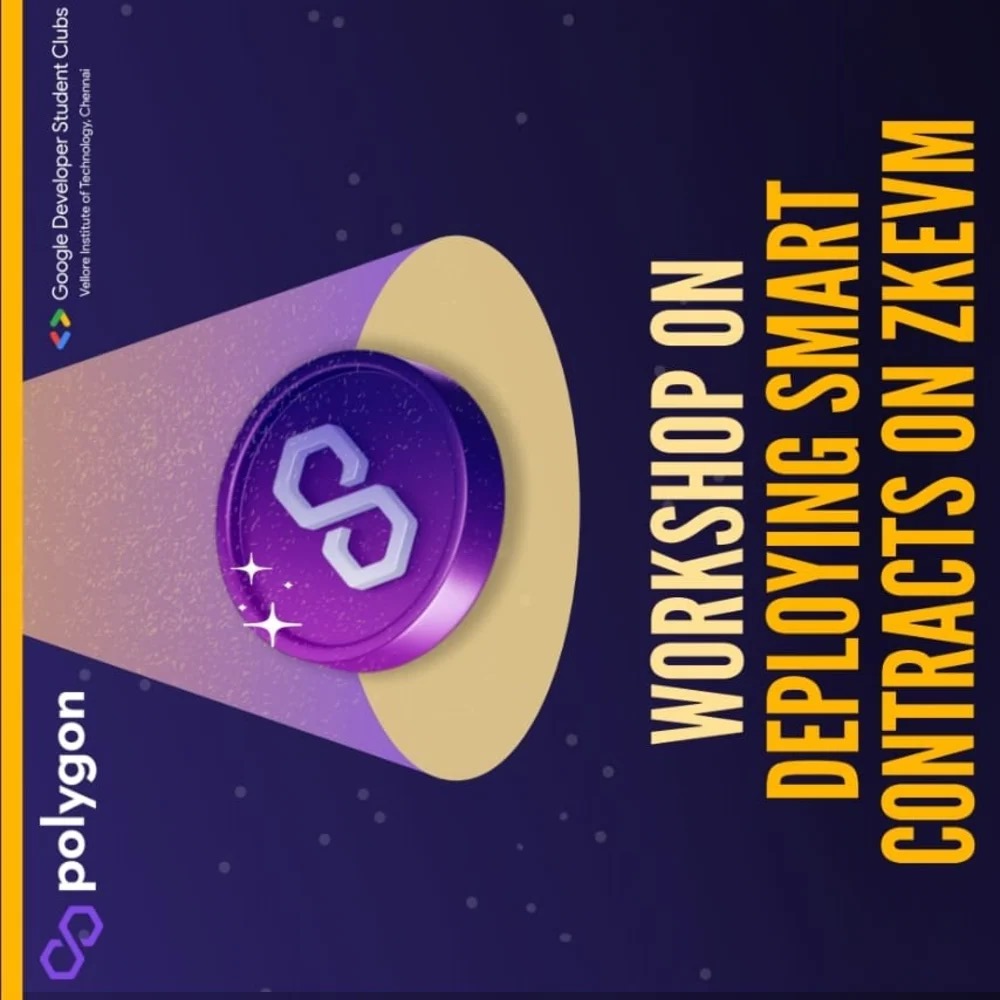 polygon
Google Developer Student Clubs
Vellore Institute of Technology, Chennai
WORKSHOP ON
DEPLOYING SMART
CONTRACTS ON ZKEVM